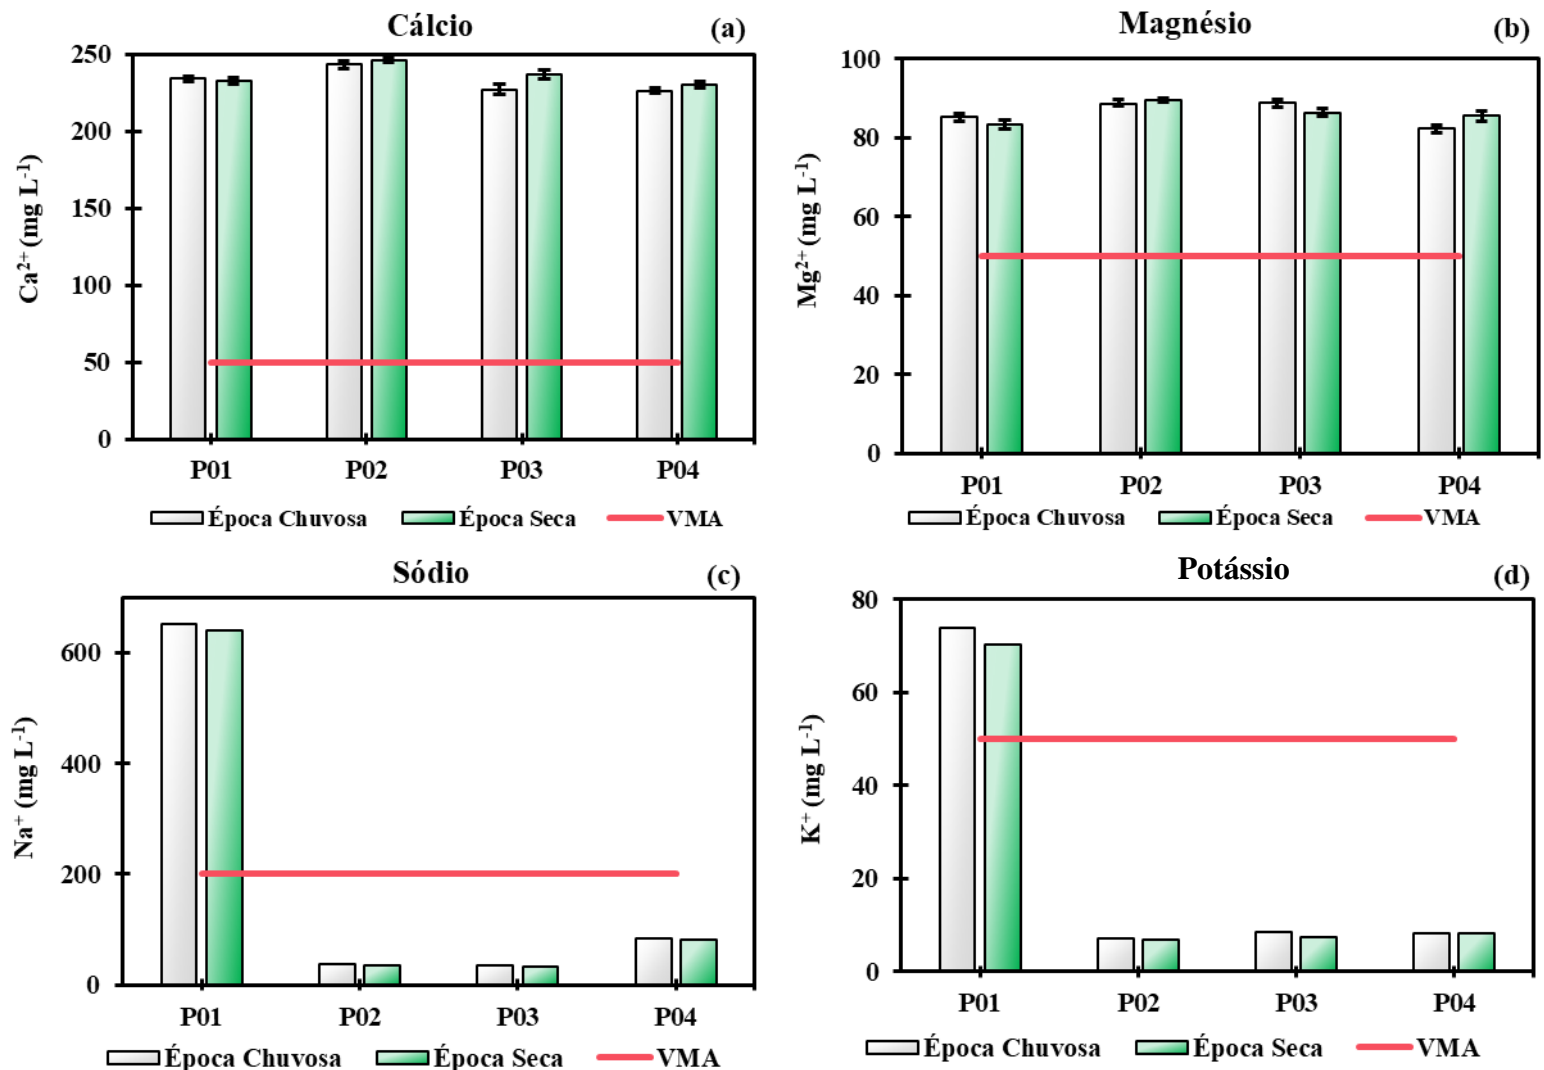 Cálcio (a)
250
200
150
100
50
0
Ca²⁺ (mg L⁻¹)
P01 P02 P03 P04
Época Chuvosa Época Seca VMA
Magnésio (b)
100
80
60
40
20
0
Mg²⁺ (mg L⁻¹)
P01 P02 P03 P04
Época Chuvosa Época Seca VMA
Sódio (c)
600
400
200
0
Na⁺ (mg L⁻¹)
P01 P02 P03 P04
Época Chuvosa Época Seca VMA
Potássio (d)
80
60
40
20
0
K⁺ (mg L⁻¹)
P01 P02 P03 P04
Época Chuvosa Época Seca VMA